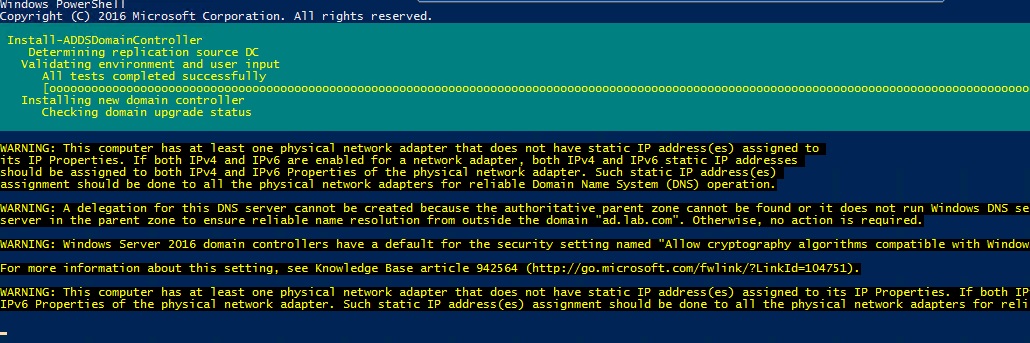 Windows PowerShell
Copyright (C) 2016 Microsoft Corporation. All rights reserved.
Install-ADDSDomainController
Determining replication source DC
Validating environment and user input
All tests completed successfully
[oooooooooooooooooooooooooooooooooooooooooooooooooooooooooooooooooooooooooooooooooooooooooooooooooooooooooooooooooooooooooooooooooooooooooooo
Installing new domain controller
Checking domain upgrade status
WARNING: This computer has at least one physical network adapter that does not have static IP address(es) assigned to
its IP Properties. If both IPv4 and IPv6 are enabled for a network adapter, both IPv4 and IPv6 static IP addresses
should be assigned to both IPv4 and IPv6 Properties of the physical network adapter. Such static IP address(es)
assignment should be done to all the physical network adapters for reliable Domain Name System (DNS) operation.
WARNING: A delegation for this DNS server cannot be created because the authoritative parent zone cannot be found or it does not run Windows DNS se
server in the parent zone to ensure reliable name resolution from outside the domain "ad.lab.com". Otherwise, no action is required.
WARNING: Windows Server 2016 domain controllers have a default for the security setting named "Allow cryptography algorithms compatible with Window
For more information about this setting, see Knowledge Base article 942564 (http://go.microsoft.com/fwlink/?LinkId=104751).
WARNING: This computer has at least one physical network adapter that does not have static IP address(es) assigned to its IP Properties. If both IP
IPv6 Properties of the physical network adapter. Such static IP address(es) assignment should be done to all the physical network adapters for reli